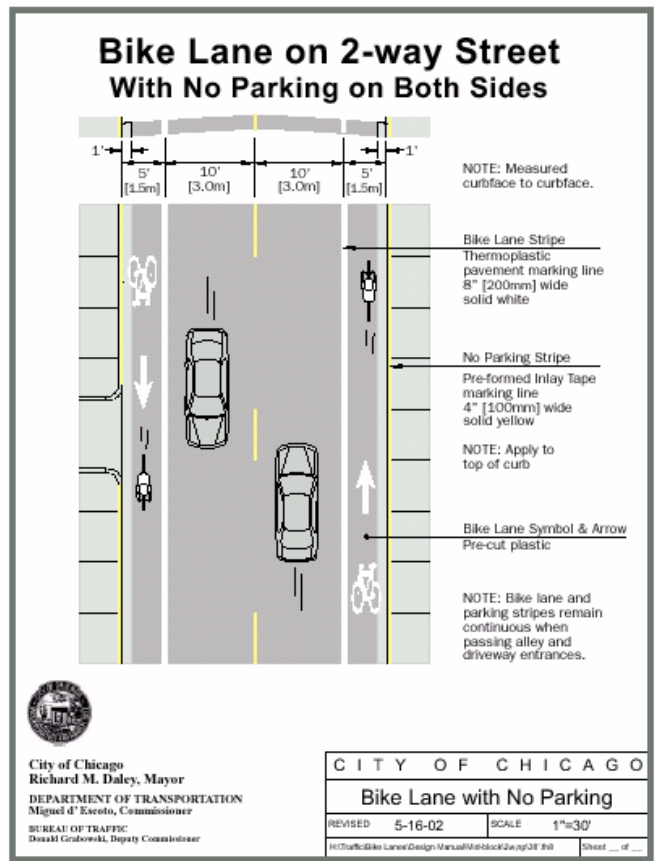 Bike Lane on 2-way Street
With No Parking on Both Sides
1'
5'
[1.5m]
10'
[3.0m]
10'
[3.0m]
5'
[1.5m]
1'
NOTE: Measured
curbface to curbface.
Bike Lane Stripe
Thermoplastic
pavement marking line
8" [200mm] wide
solid white
No Parking Stripe
Pre-formed Inlay Tape
marking line
4" [100mm] wide
solid yellow
NOTE: Apply to
top of curb
Bike Lane Symbol & Arrow
Pre-cut plastic
NOTE: Bike lane and
parking stripes remain
continuous when
passing alley and
driveway entrances.
City of Chicago
Richard M. Daley, Mayor
DEPARTMENT OF TRANSPORTATION
Miguel d' Escoto, Commissioner
BUREAU OF TRAFFIC
Donald Grabowski, Deputy Commissioner
CITY OF CHICAGO
Bike Lane with No Parking
REVISED 5-16-02 SCALE 1"=30'
Sheet __ of __